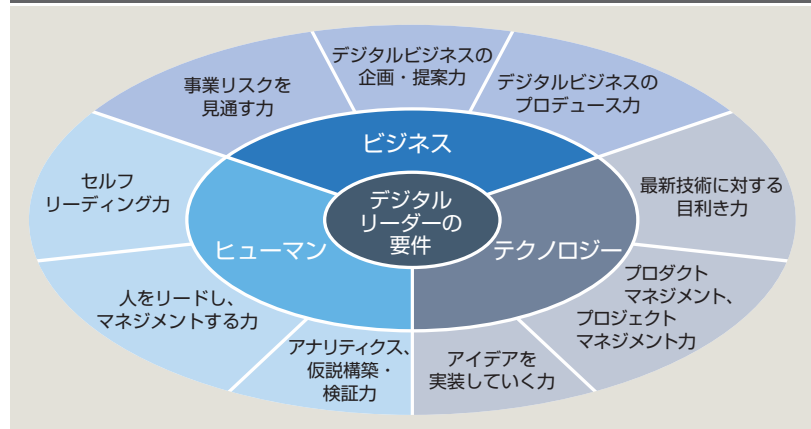 デジタルビジネスの
企画・提案力
事業リスクを
見通す力
デジタルビジネスの
プロデュース力
ビジネス
セルフ
リーディング力
デジタル
リーダーの
要件
最新技術に対する
目利き力
ヒューマン
テクノロジー
人をリードし、
マネジメントする力
プロダクト
マネジメント、
プロジェクト
マネジメント力
アナリティクス、
仮説構築・
検証力
アイデアを
実装していく力